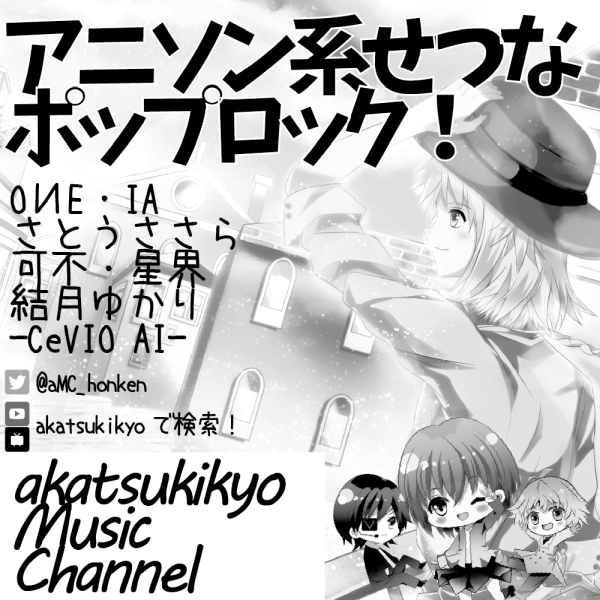 アニソン系せつな
ポップロック！
OИE・IA
さとうささら
可不・星界
結月ゆかり
-CeVIO AI-
@aMC_honken
akatsukikyo で検索！
akatsukikyo
Music
Channel